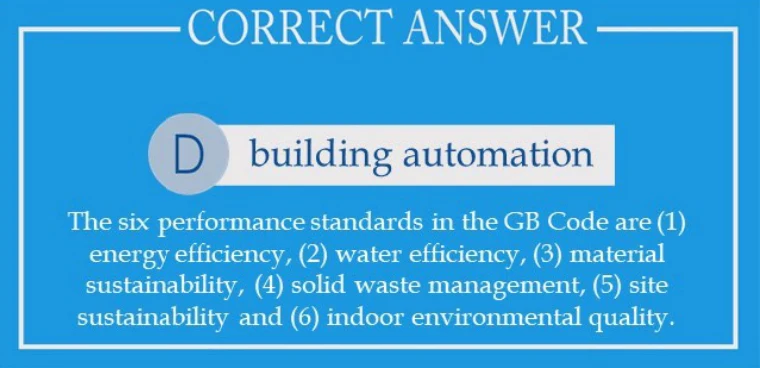 CORRECT ANSWER
D building automation
The six performance standards in the GB Code are (1)
energy efficiency, (2) water efficiency, (3) material
sustainability, (4) solid waste management, (5) site
sustainability and (6) indoor environmental quality.